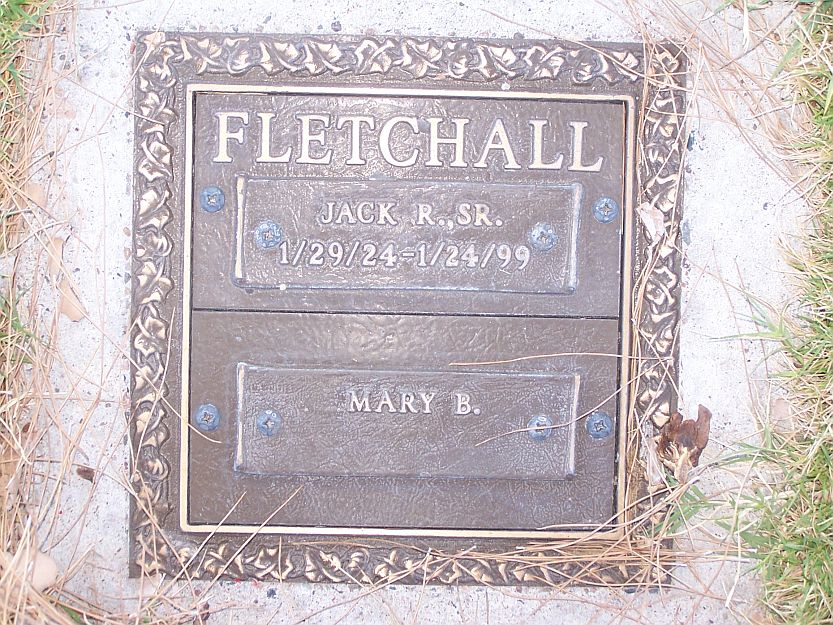 FLETCHALL
JACK R., SR.
1/29/24-1/24/99
MARY B.